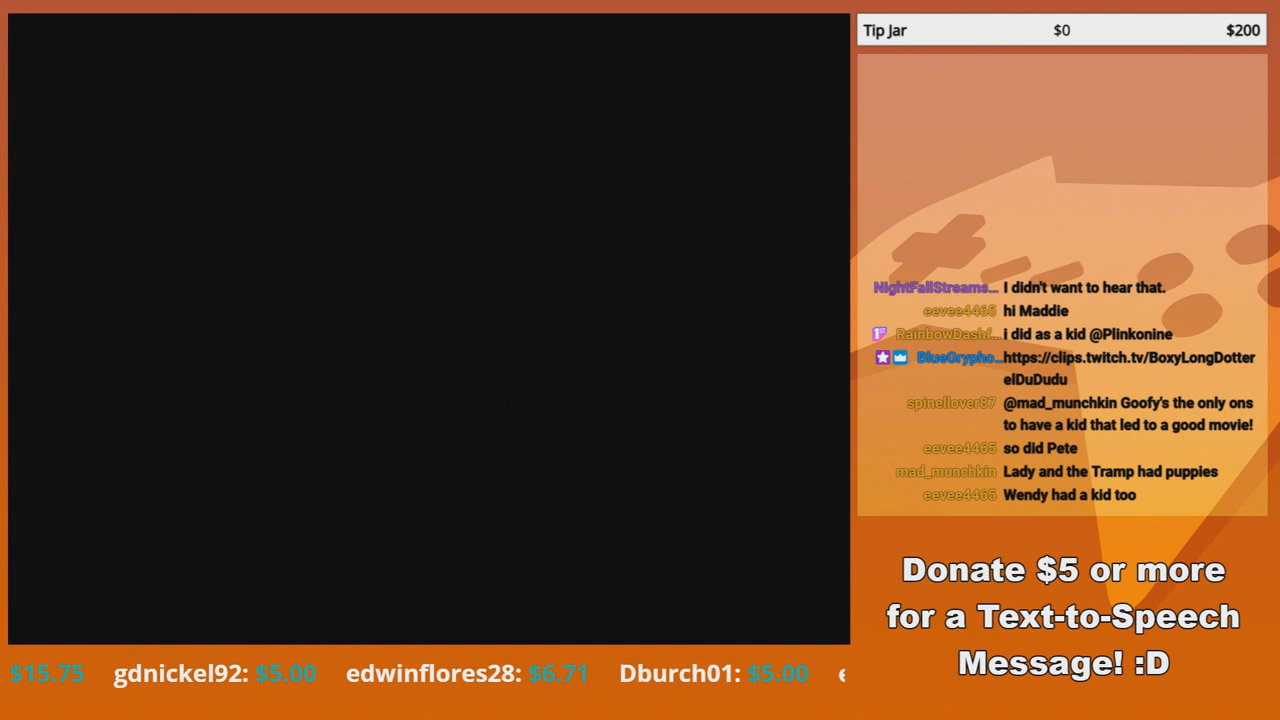 Tip Jar $0 $200
NightFallStreams... I didn't want to hear that.
eevee4465 hi Maddie
RainbowDashf... i did as a kid @Plinkonine
BlueGrypho... https://clips.twitch.tv/BoxyLongDotter
elDuDudu
spinellover87 @mad_munchkin Goofy's the only ons
to have a kid that led to a good movie!
eevee4465 so did Pete
mad_munchkin Lady and the Tramp had puppies
eevee4465 Wendy had a kid too
Donate $5 or more
for a Text-to-Speech
Message! :D
$15.75 gdnickel92: $5.00 edwinflores28: $6.71 Dburch01: $5.00